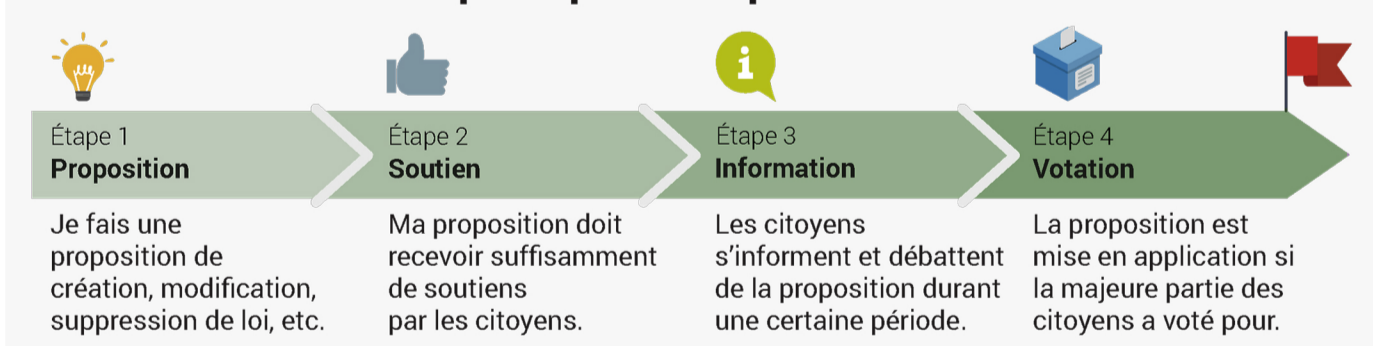 Étape 1
Proposition
Je fais une
proposition de
création, modification,
suppression de loi, etc.
Étape 2
Soutien
Ma proposition doit
recevoir suffisamment
de soutiens
par les citoyens.
i
Étape 3
Information
Les citoyens
s’informent et débattent
de la proposition durant
une certaine période.
Étape 4
Votation
La proposition est
mise en application si
la majeure partie des
citoyens a voté pour.